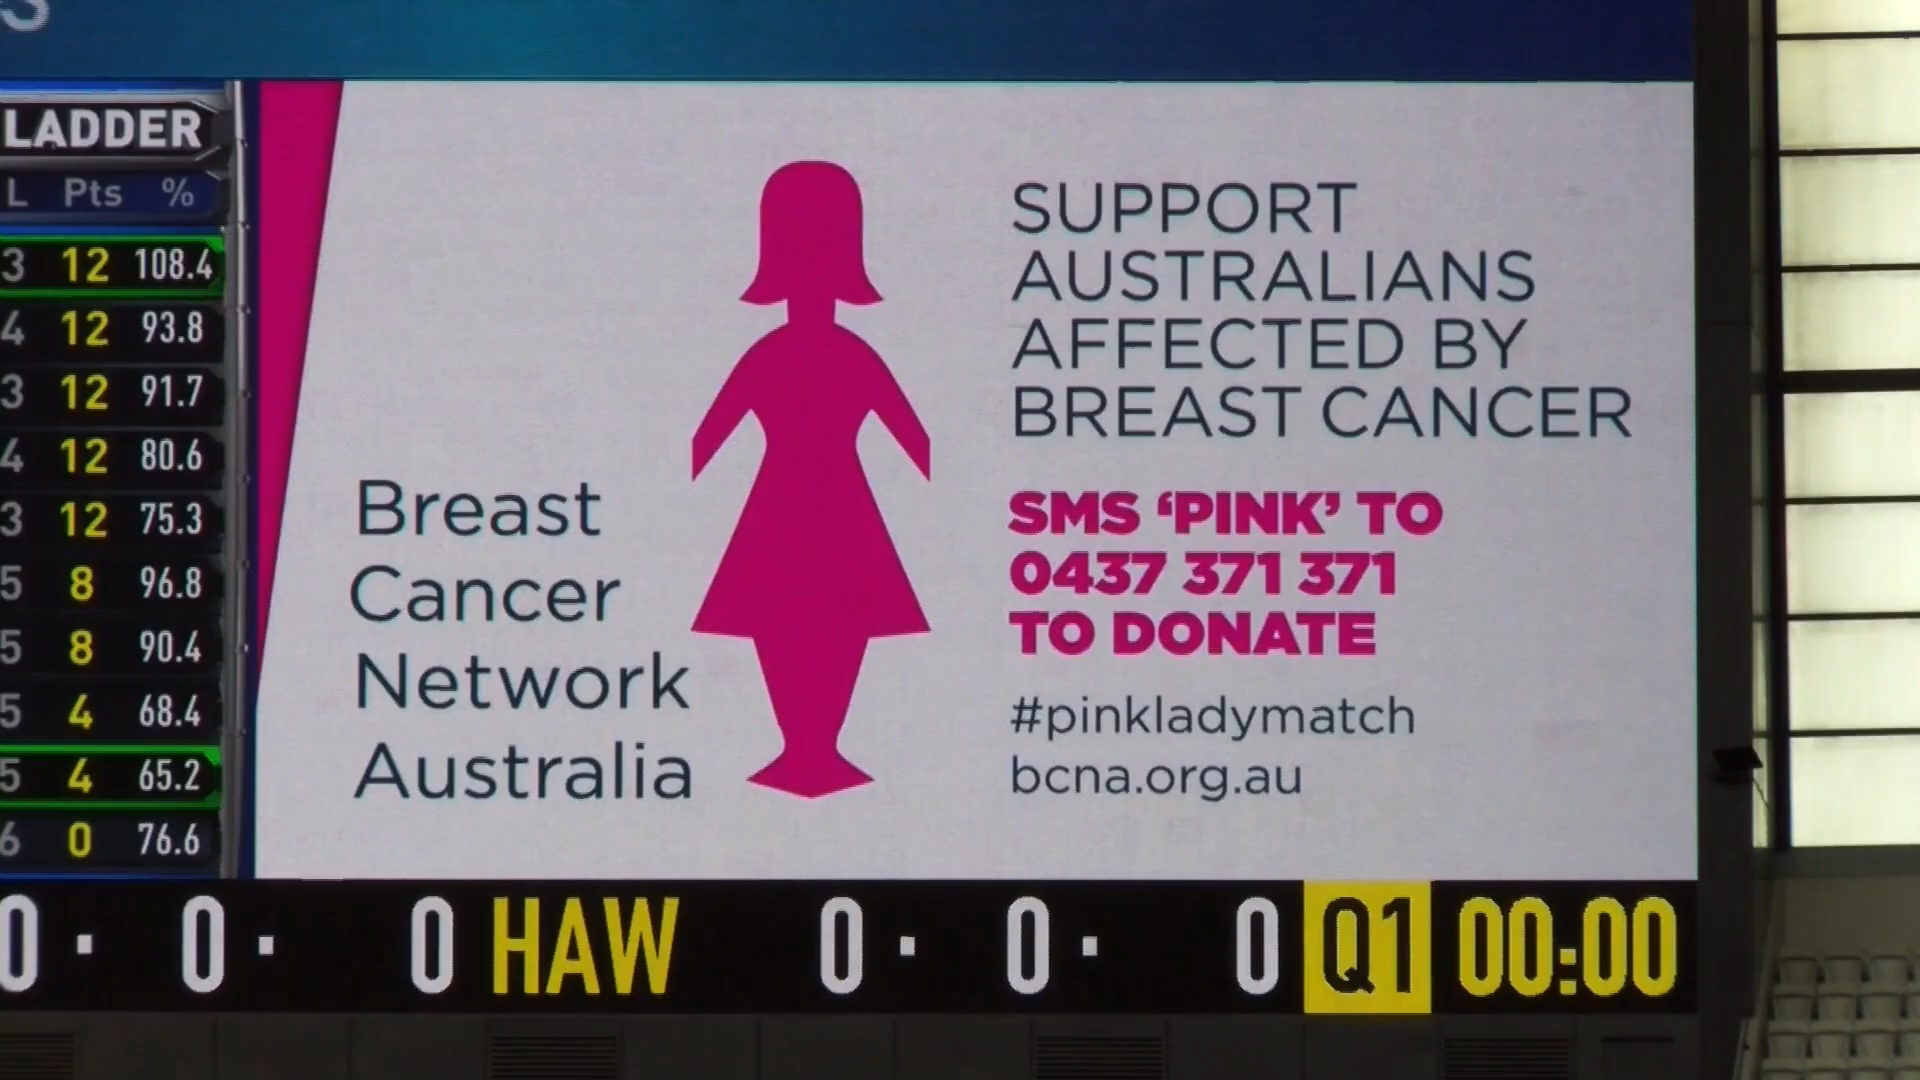 S
LADDER
L Pts %
3 12 108.4
4 12 93.8
3 12 91.7
4 12 80.6
3 12 75.3
5 8 96.8
5 8 90.4
5 4 68.4
5 4 65.2
6 0 76.6
Breast
Cancer
Network
Australia
SUPPORT
AUSTRALIANS
AFFECTED BY
BREAST CANCER
SMS ‘PINK’ TO
0437 371 371
TO DONATE
#pinkladymatch
bcna.org.au
0 · 0 · 0 HAW 0 · 0 · 0 Q1 00:00